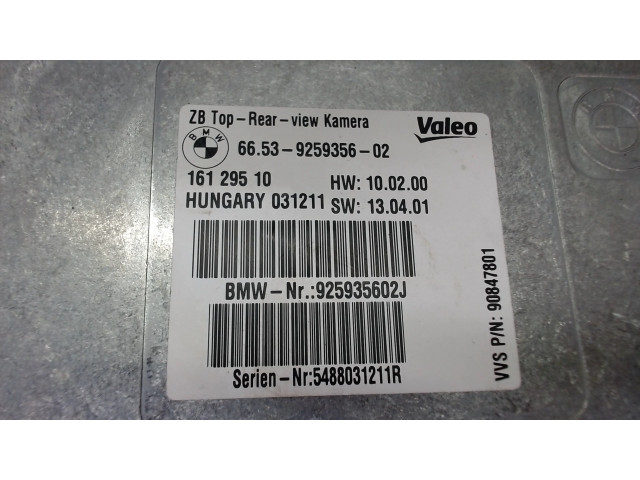 ZB Top-Rear-view Kamera
Valeo
BMW
66.53-9259356-02
161 295 10
HW: 10.02.00
HUNGARY 031211
SW: 13.04.01
BMW-Nr.:925935602J
Serien-Nr:5488031211R
VVS P/N: 90847801